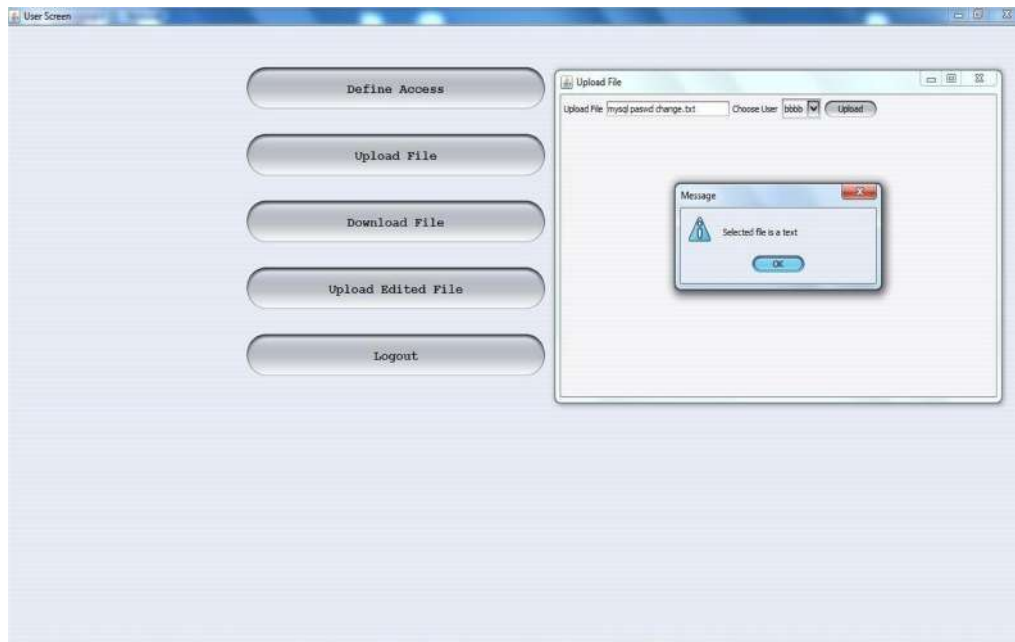 User Screen
Define Access
Upload File
Download File
Upload Edited File
Logout
Upload File
Upload File mysql paswd change.txt Choose User bbbb Upload
Message
Selected file is a text
OK